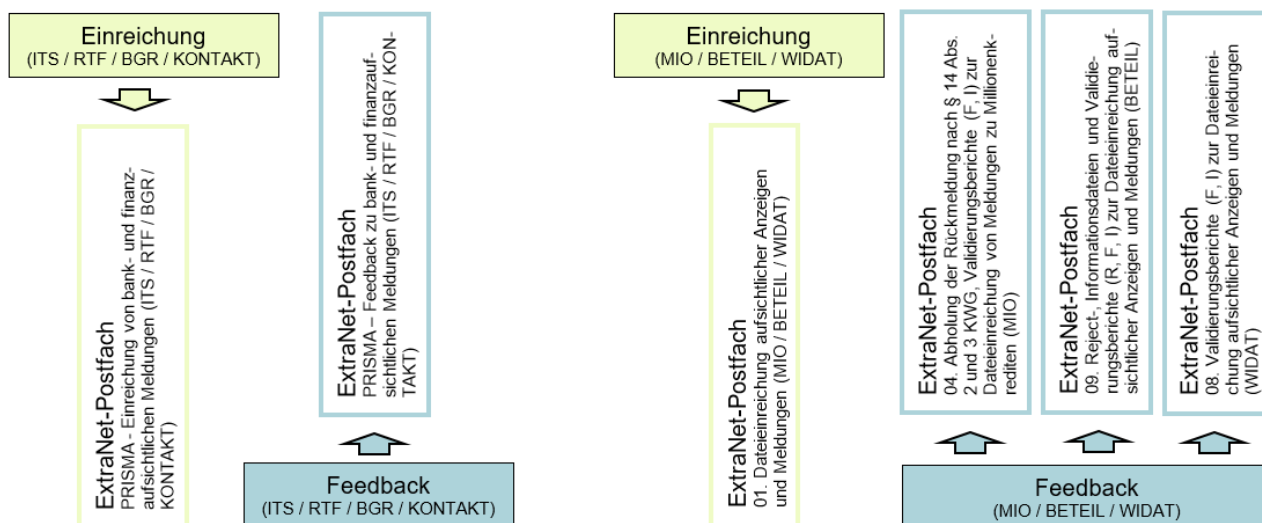 Einreichung
(ITS / RTF / BGR / KONTAKT)
ExtraNet-Postfach
PRISMA - Einreichung von bank- und finanz-
aufsichtlichen Meldungen (ITS / RTF / BGR /
KONTAKT)
ExtraNet-Postfach
PRISMA – Feedback zu bank- und finanzauf-
sichtlichen Meldungen (ITS / RTF / BGR / KON-
TAKT)
Feedback
(ITS / RTF / BGR / KONTAKT)
Einreichung
(MIO / BETEIL / WIDAT)
ExtraNet-Postfach
01. Dateieinreichung aufsichtlicher Anzeigen
und Meldungen (MIO / BETEIL / WIDAT)
ExtraNet-Postfach
04. Abholung der Rückmeldung nach § 14 Abs.
2 und 3 KWG, Validierungsberichte (F, I) zur
Dateieinreichung von Meldungen zu Millionenk-
rediten (MIO)
ExtraNet-Postfach
09. Reject-, Informationsdateien und Validie-
rungsberichte (R, F, I) zur Dateieinreichung auf-
sichtlicher Anzeigen und Meldungen (BETEIL)
ExtraNet-Postfach
08. Validierungsberichte (F, I) zur Dateieinrei-
chung aufsichtlicher Anzeigen und Meldungen
(WIDAT)
Feedback
(MIO / BETEIL / WIDAT)